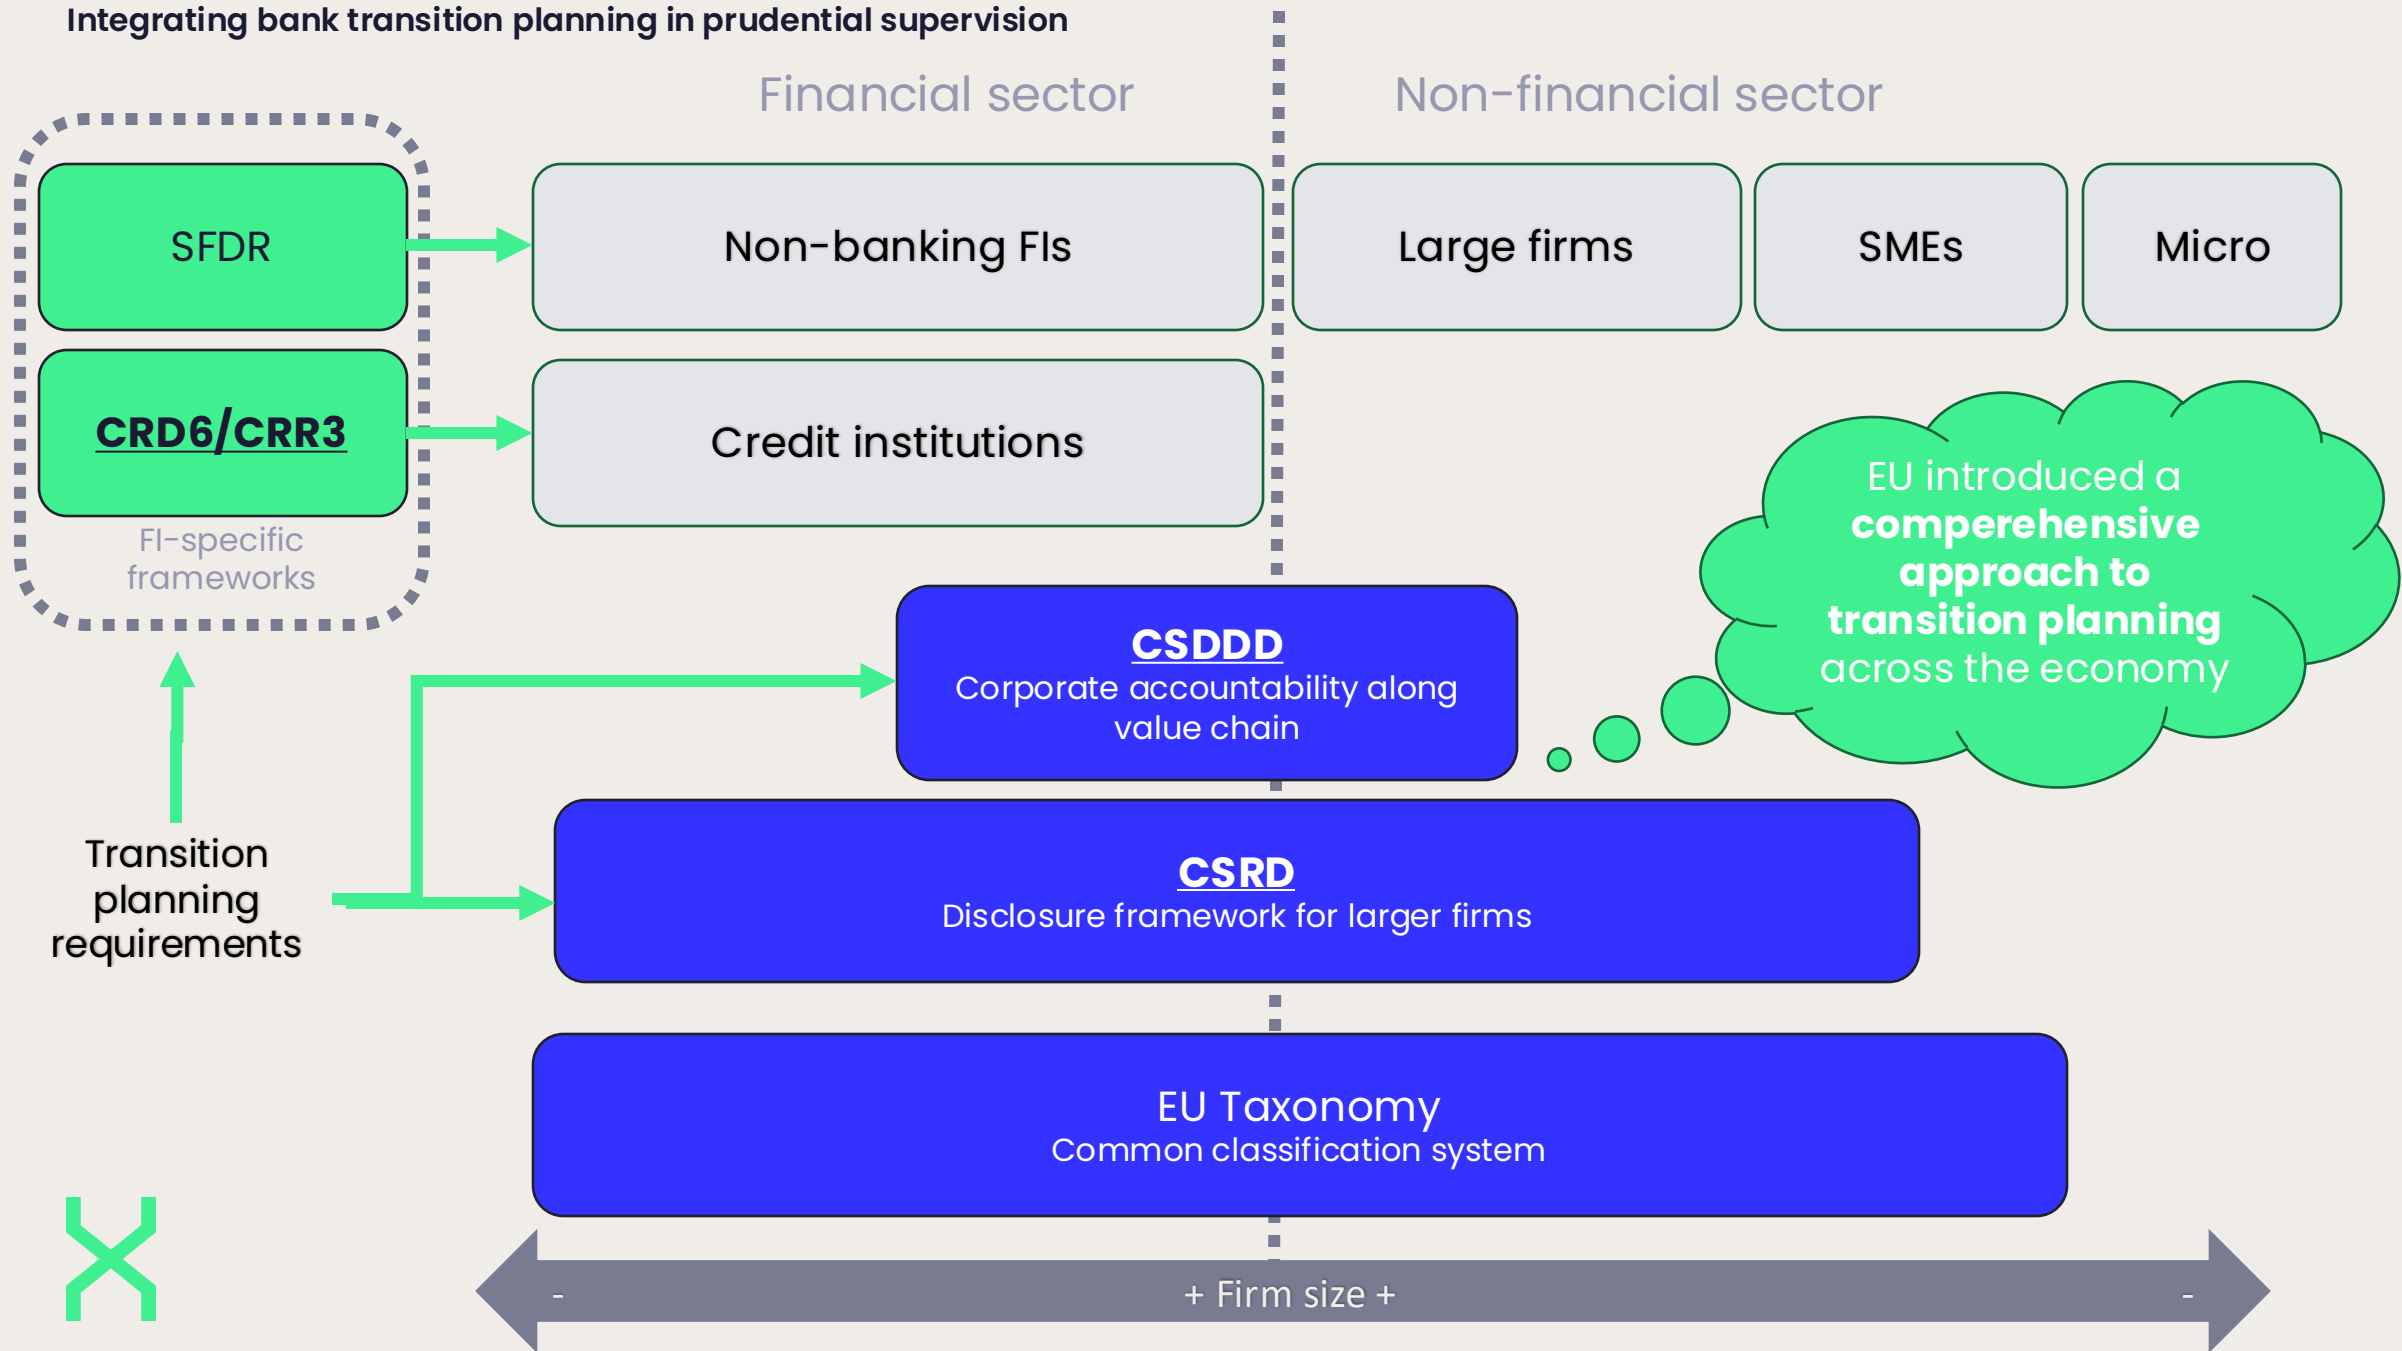 Integrating bank transition planning in prudential supervision
Financial sector
Non-financial sector
SFDR
Non-banking FIs
Large firms
SMEs
Micro
CRD6/CRR3
Credit institutions
FI-specific
frameworks
EU introduced a
comperehensive
approach to
transition planning
across the economy
CSDDD
Corporate accountability along
value chain
Transition
planning
requirements
CSRD
Disclosure framework for larger firms
EU Taxonomy
Common classification system
- + Firm size + -